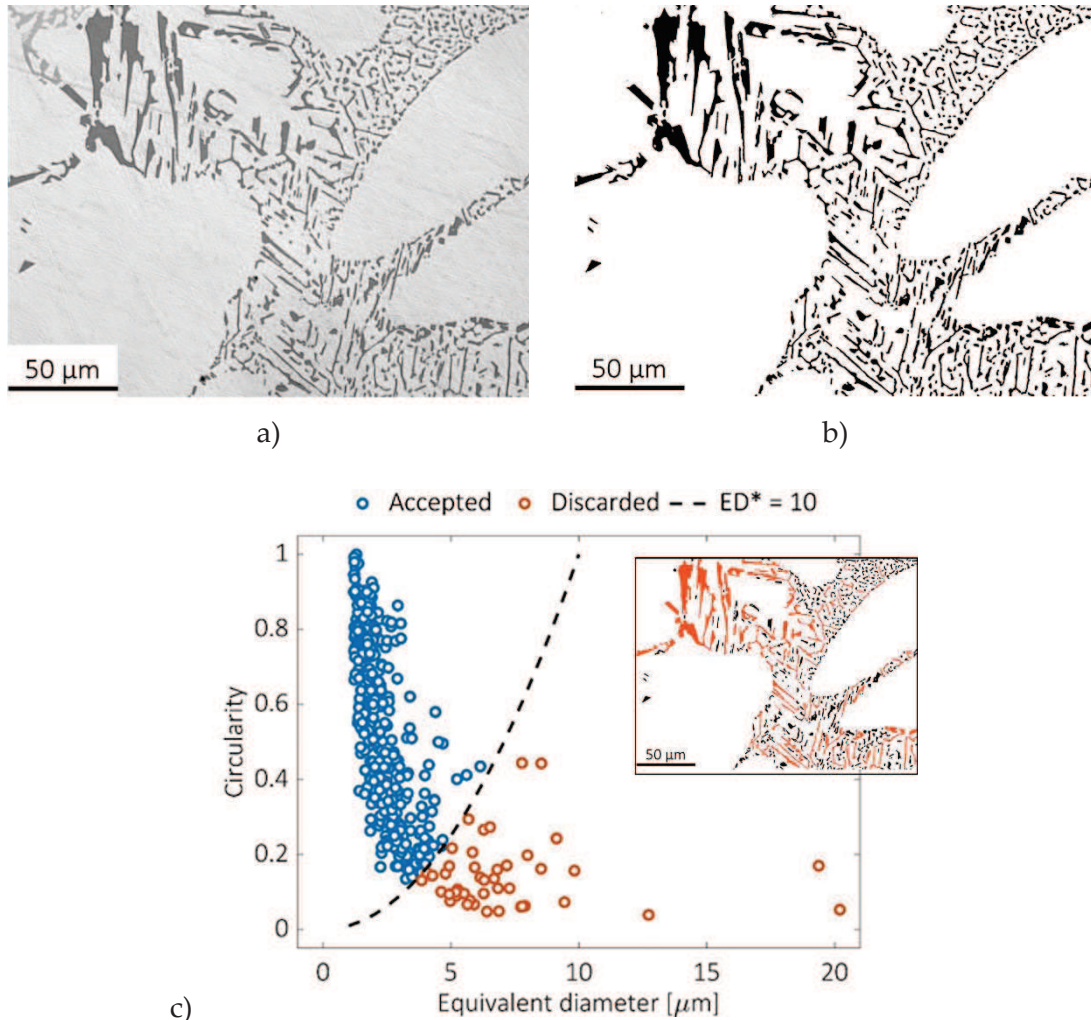 50 µm
50 µm
a)
b)
Accepted Discarded ED* = 10
1
0.8
0.6
0.4
0.2
0
Circularity
50 µm
0 5 10 15 20
Equivalent diameter [µm]
c)